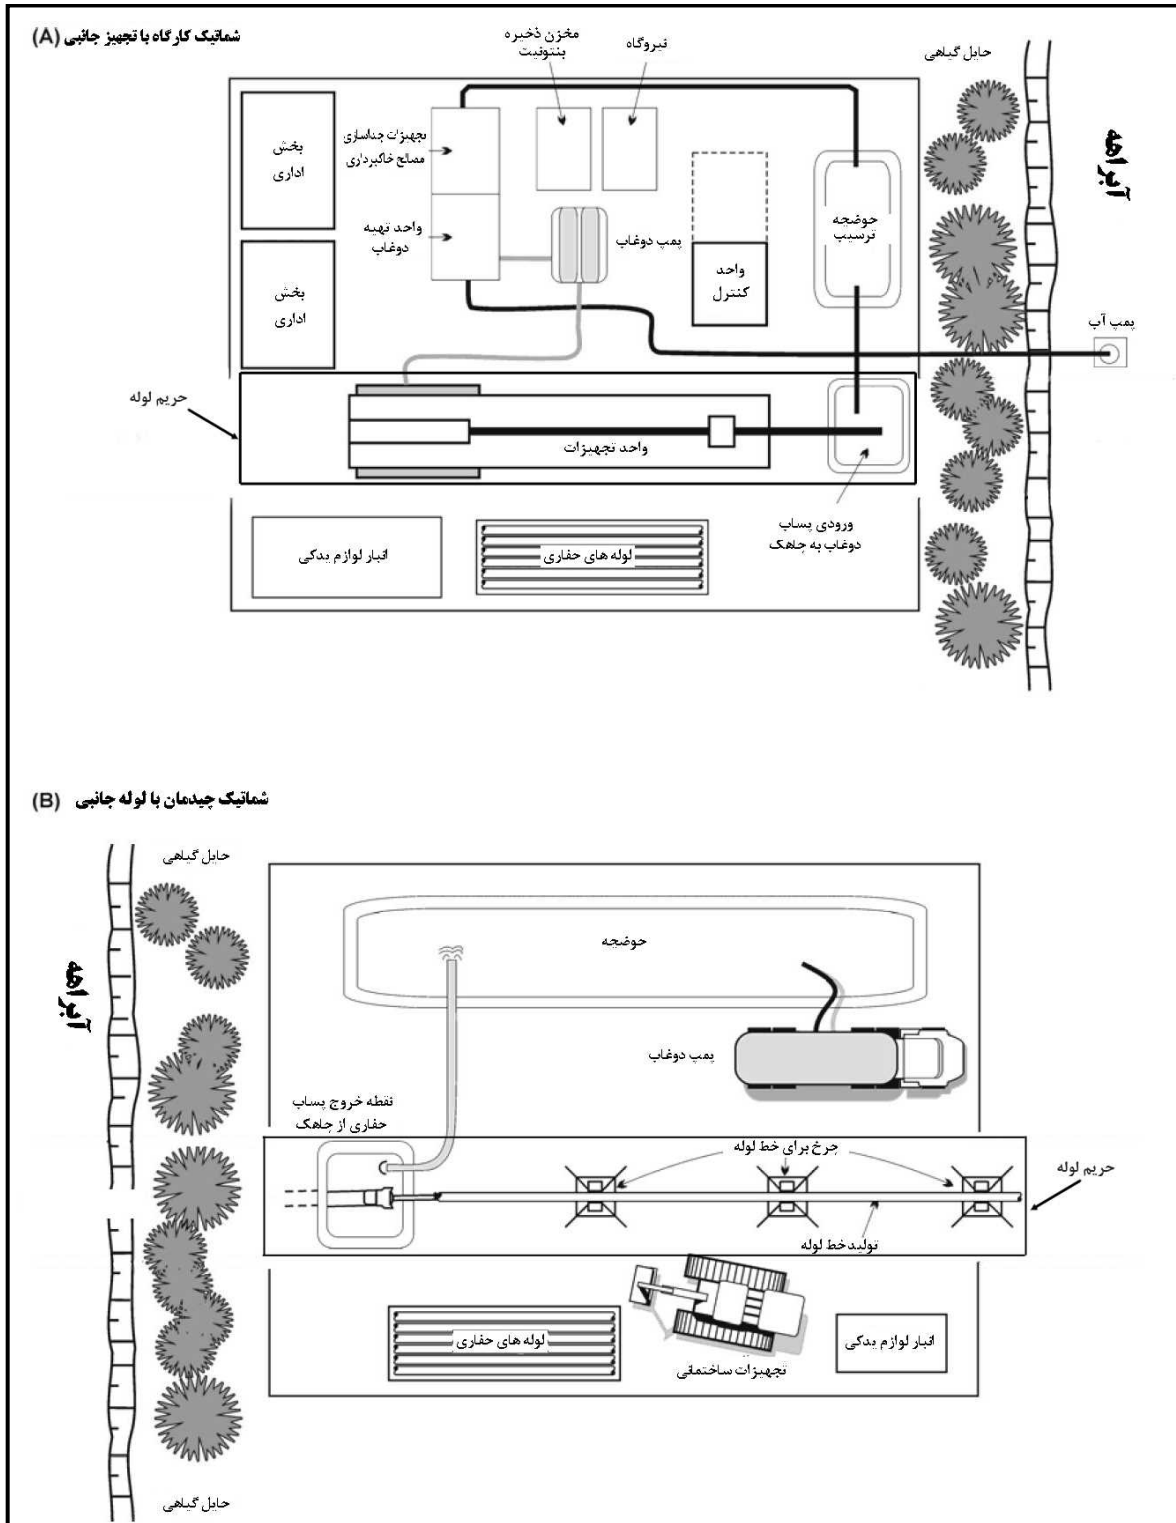 (A) شماتیک کارگاه با تجهیز جانبی
مخزن ذخیره
بنتونیت
نیروگاه
حایل گیاهی
بخش
اداری
تجهیزات جداسازی
مصالح خاکبرداری
آبراهه
واحد تهیه
دوغاب
پمپ دوغاب
حوضچه
ترسیب
بخش
اداری
واحد
کنترل
پمپ آب
حریم لوله
واحد تجهیزات
ورودی پساب
دوغاب به چاهک
انبار لوازم یدکی
لوله های حفاری
(B) شماتیک چیدمان با لوله جانبی
حایل گیاهی
حوضچه
آبراهه
پمپ دوغاب
نقطه خروج پساب
حفاری از چاهک
چرخ برای خط لوله
حریم لوله
تولید خط لوله
لوله های حفاری
انبار لوازم یدکی
تجهیزات ساختمانی
حایل گیاهی